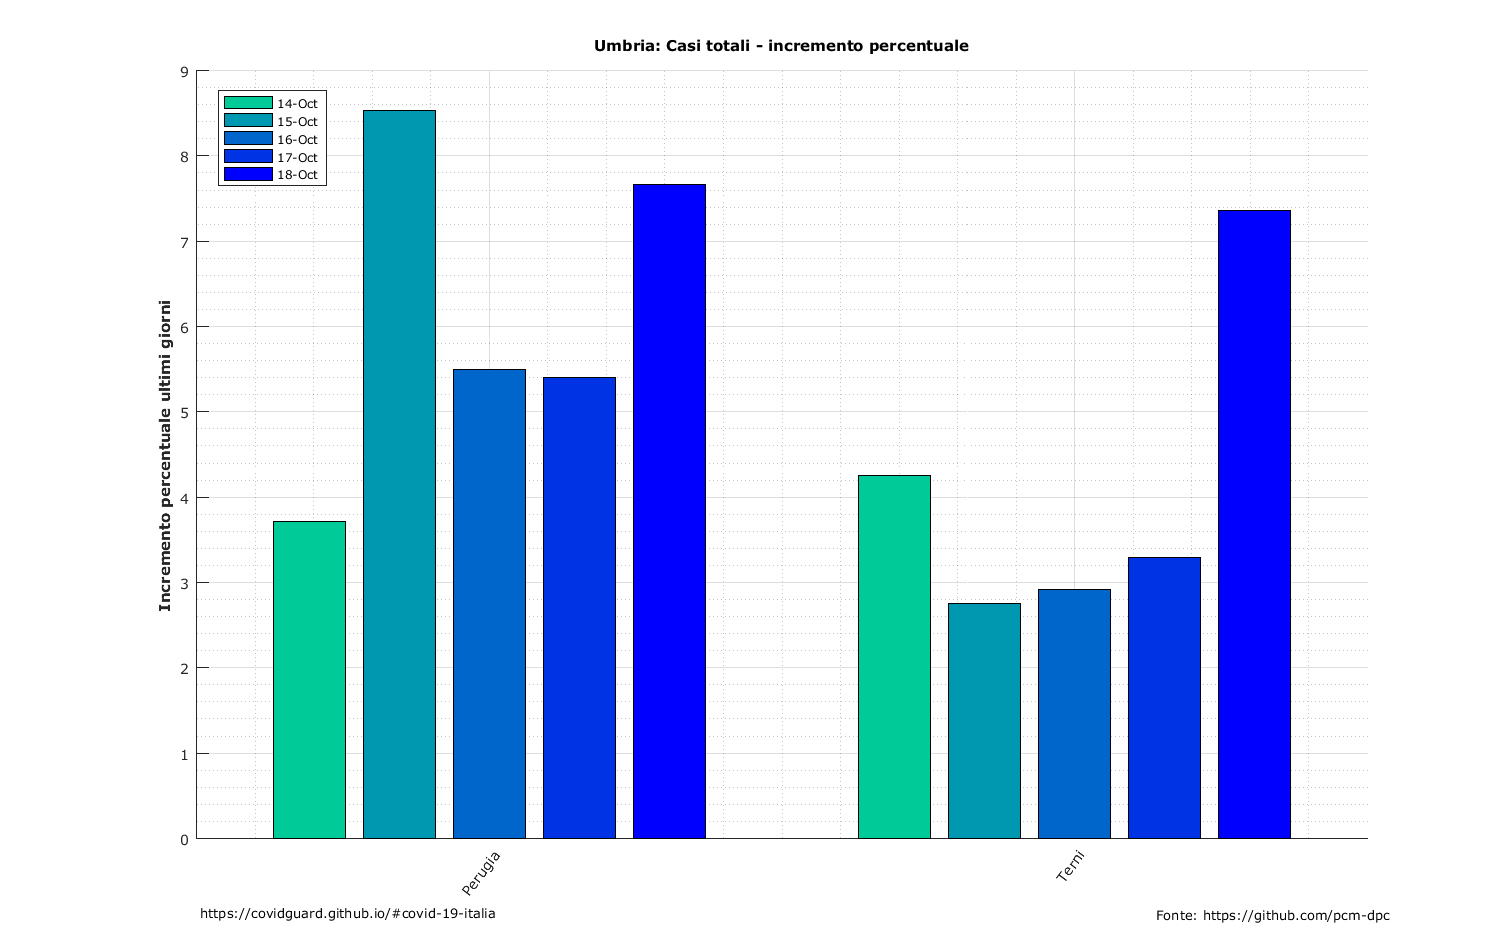 Umbria: Casi totali - incremento percentuale
9
8
7
6
5
4
3
2
1
0
Incremento percentuale ultimi giorni
14-Oct
15-Oct
16-Oct
17-Oct
18-Oct
Perugia
Terni
https://covidguard.github.io/#covid-19-italia
Fonte: https://github.com/pcm-dpc